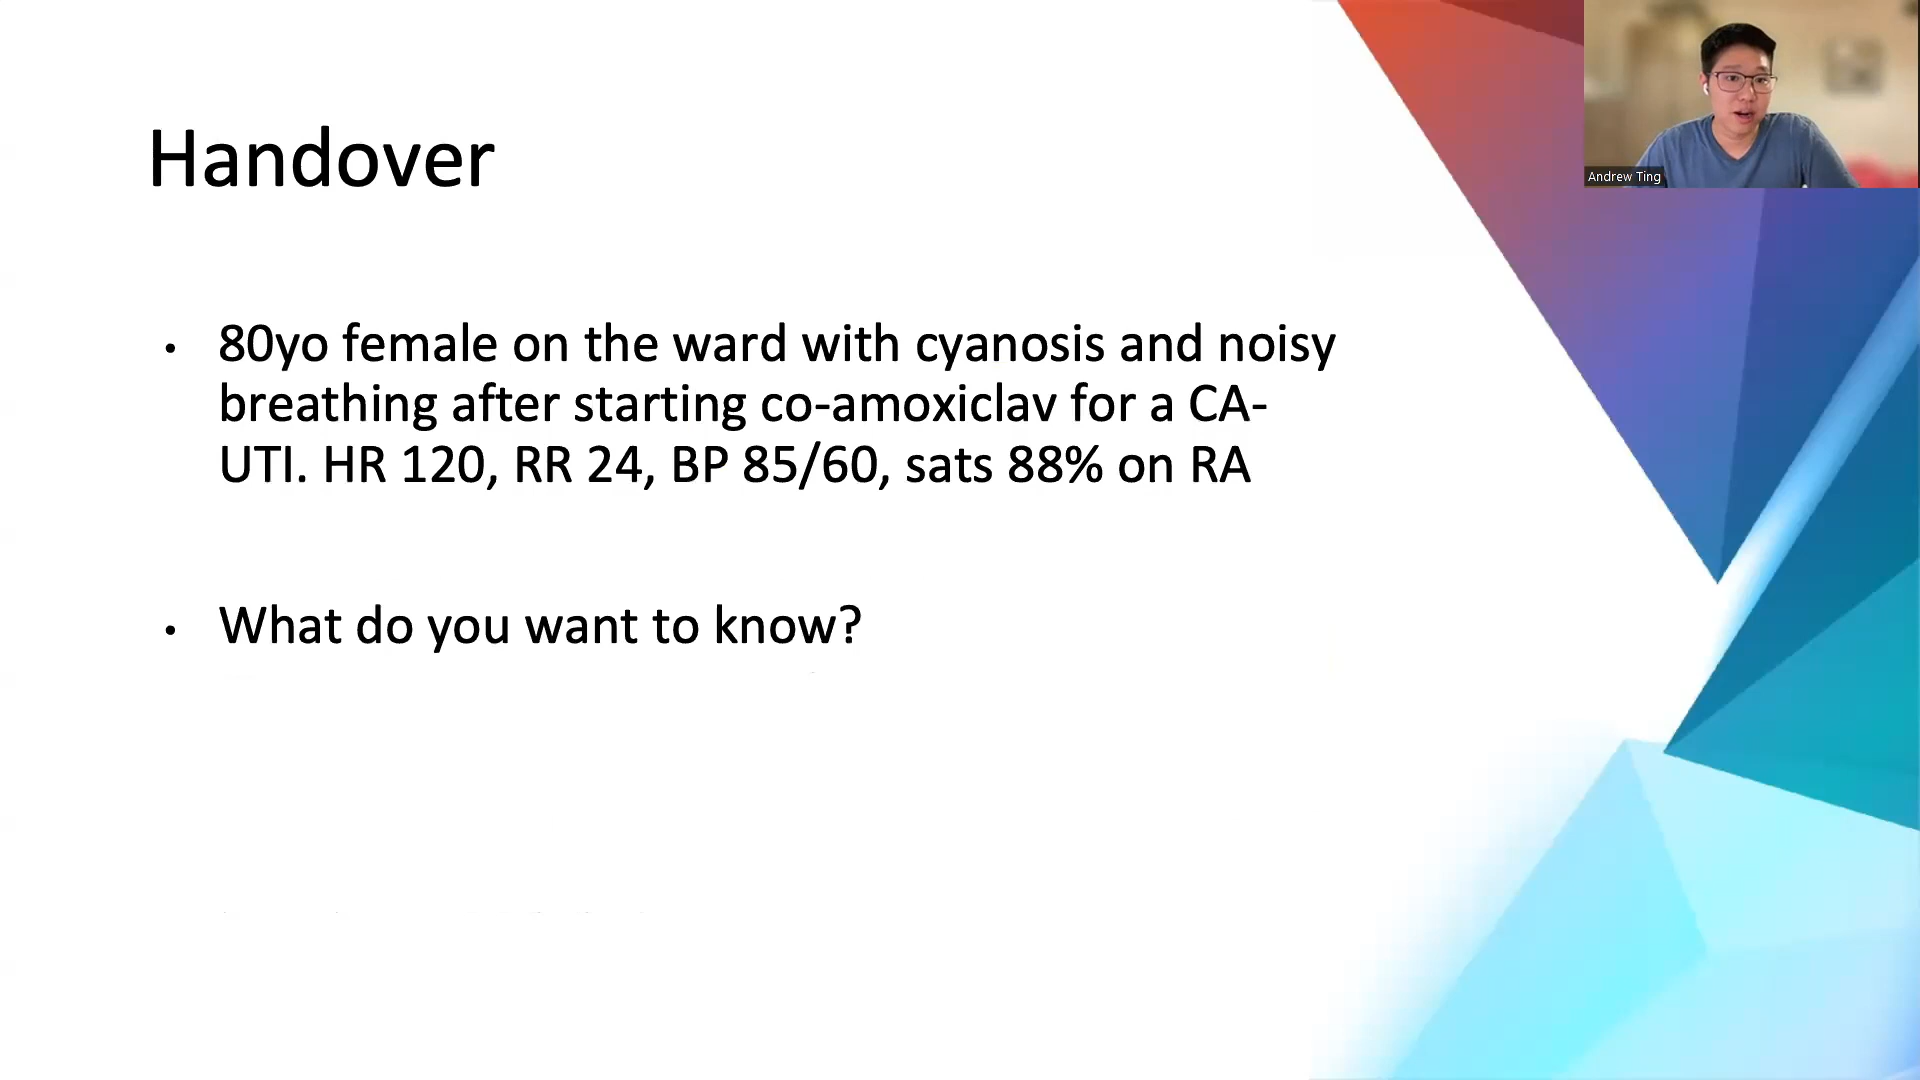 Handover
• 80yo female on the ward with cyanosis and noisy
breathing after starting co-amoxiclav for a CA-
UTI. HR 120, RR 24, BP 85/60, sats 88% on RA
• What do you want to know?
Andrew Ting